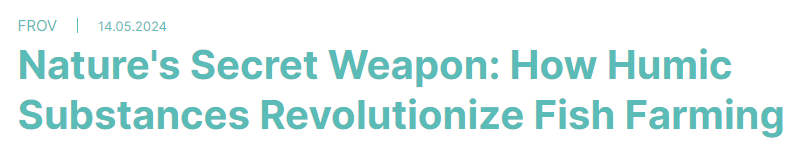 FROV | 14.05.2024
Nature's Secret Weapon: How Humic
Substances Revolutionize Fish Farming